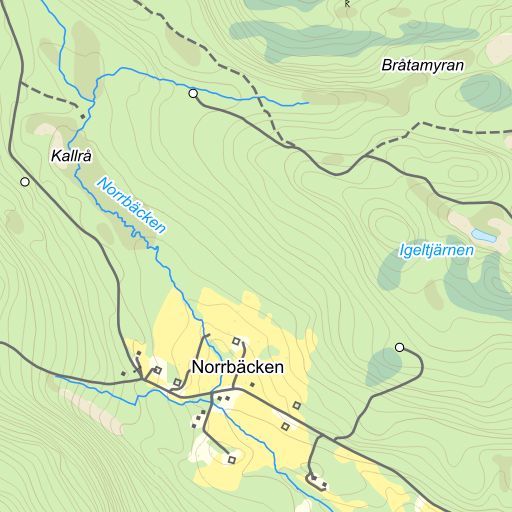 Bråtamyran
Kallrå
Norrbäcken
Igeltjärnen
Norrbäcken